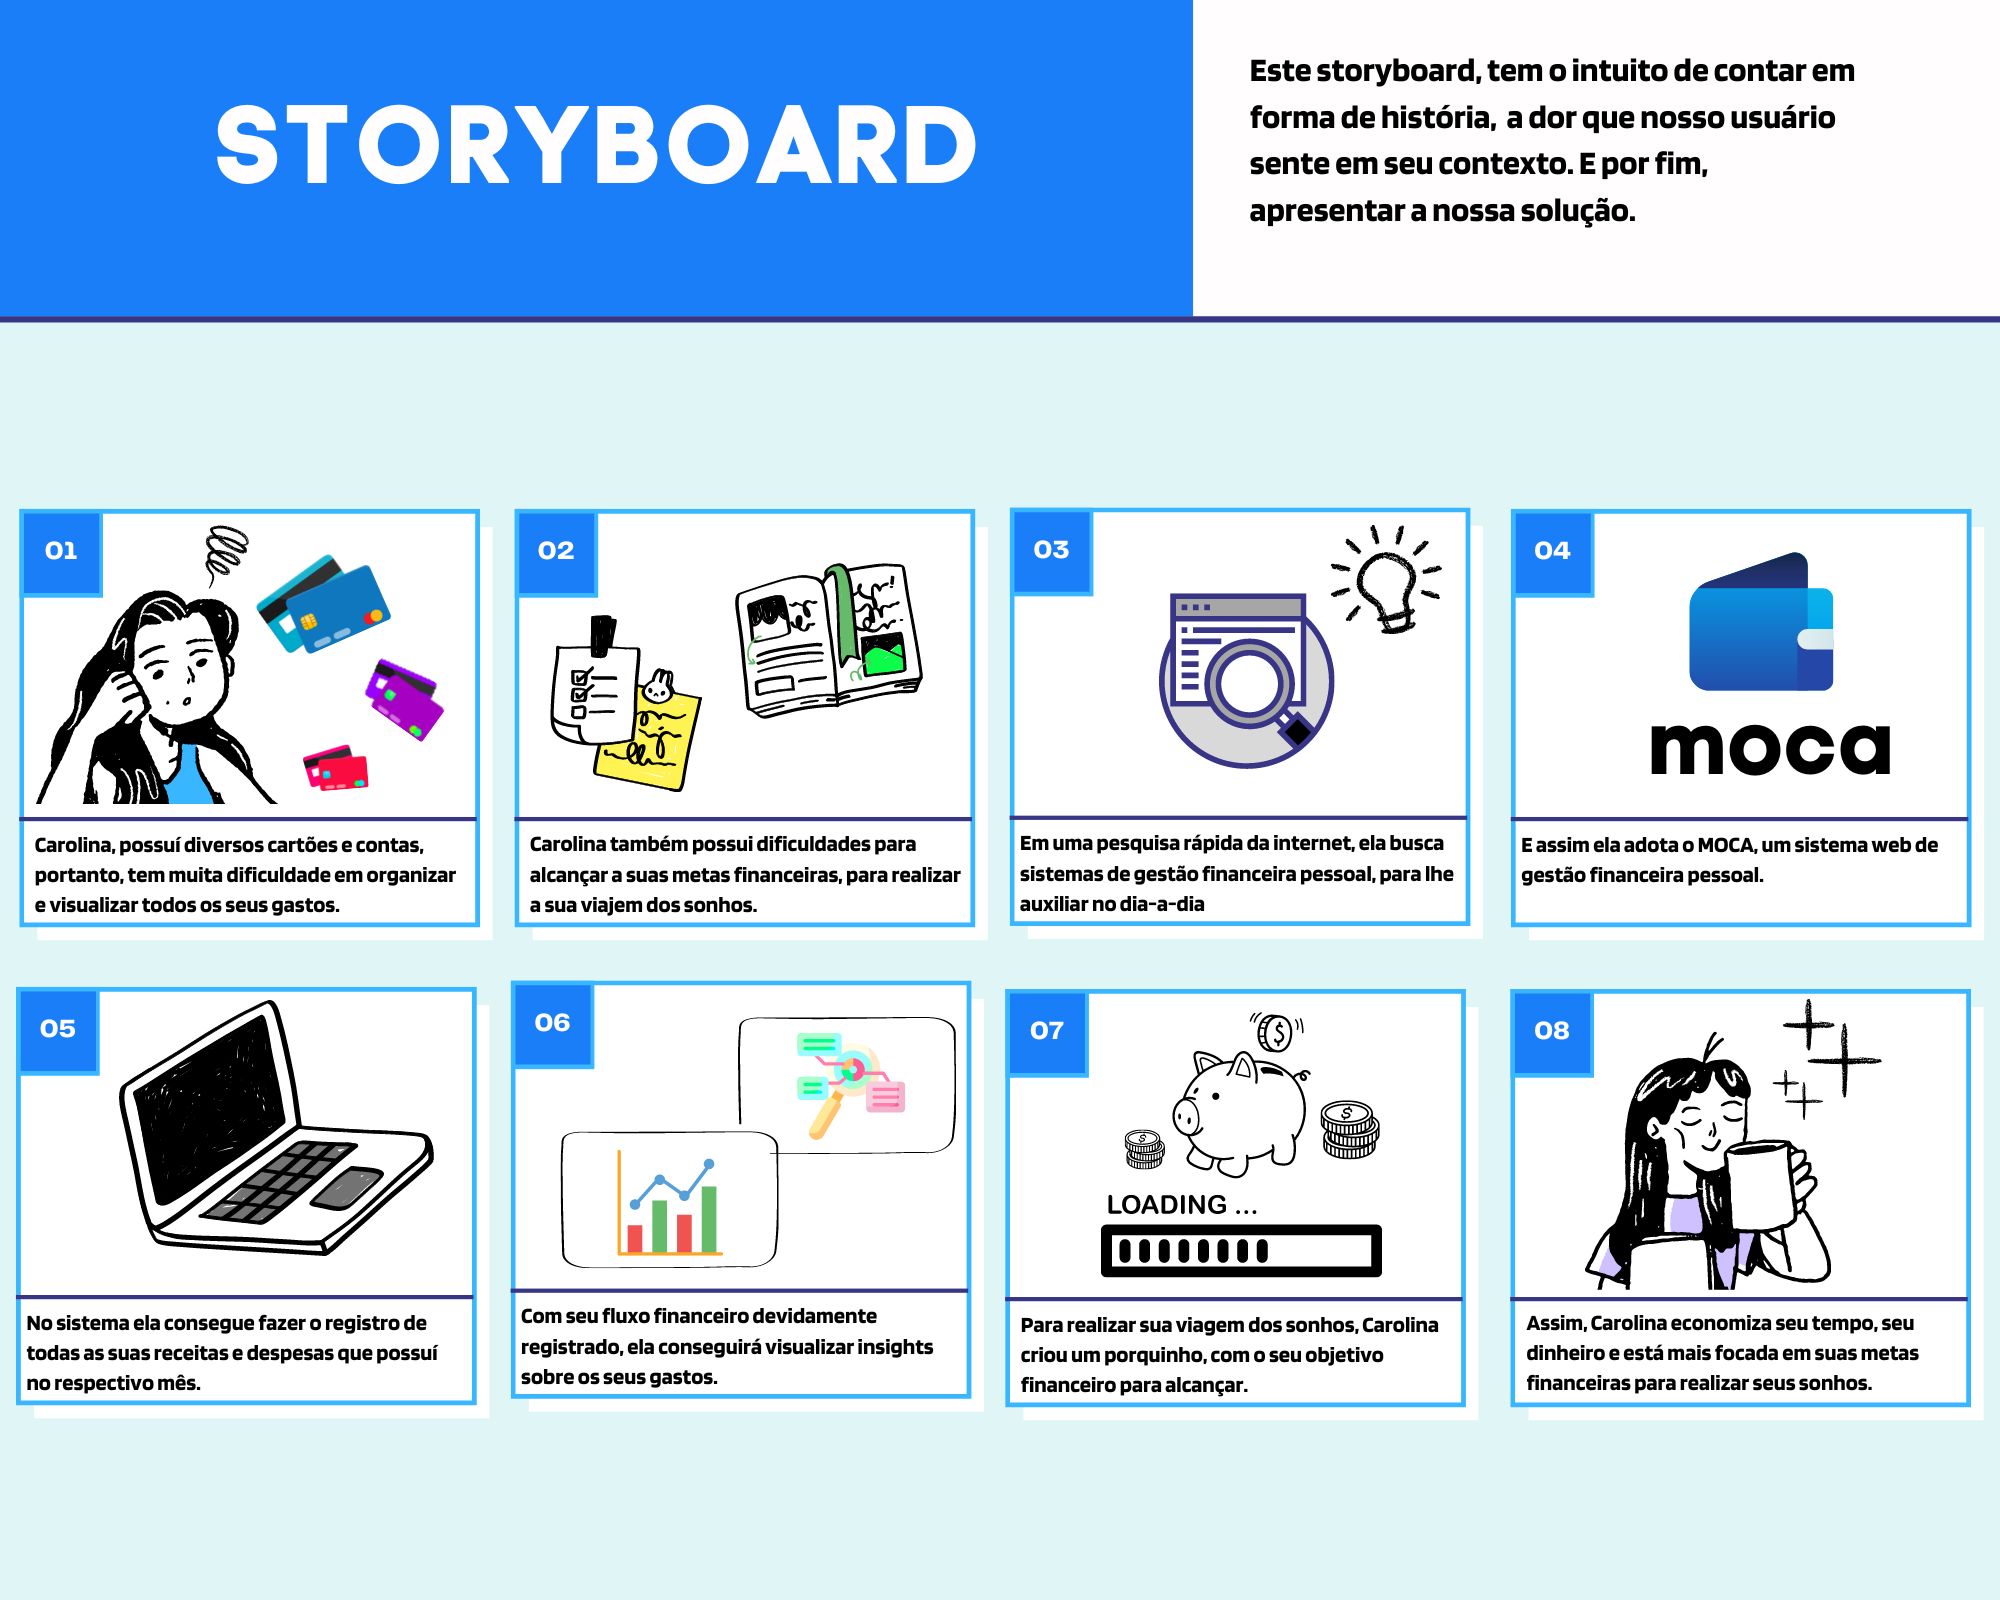 STORYBOARD
Este storyboard, tem o intuito de contar em
forma de história, a dor que nosso usuário
sente em seu contexto. E por fim,
apresentar a nossa solução.
01
Carolina, possuí diversos cartões e contas,
portanto, tem muita dificuldade em organizar
e visualizar todos os seus gastos.
02
Carolina também possui dificuldades para
alcançar a suas metas financeiras, para realizar
a sua viajem dos sonhos.
03
Em uma pesquisa rápida da internet, ela busca
sistemas de gestão financeira pessoal, para lhe
auxiliar no dia-a-dia
04
moca
E assim ela adota o MOCA, um sistema web de
gestão financeira pessoal.
05
No sistema ela consegue fazer o registro de
todas as suas receitas e despesas que possuí
no respectivo mês.
06
Com seu fluxo financeiro devidamente
registrado, ela conseguirá visualizar insights
sobre os seus gastos.
07
LOADING ...
Para realizar sua viagem dos sonhos, Carolina
criou um porquinho, com o seu objetivo
financeiro para alcançar.
08
Assim, Carolina economiza seu tempo, seu
dinheiro e está mais focada em suas metas
financeiras para realizar seus sonhos.